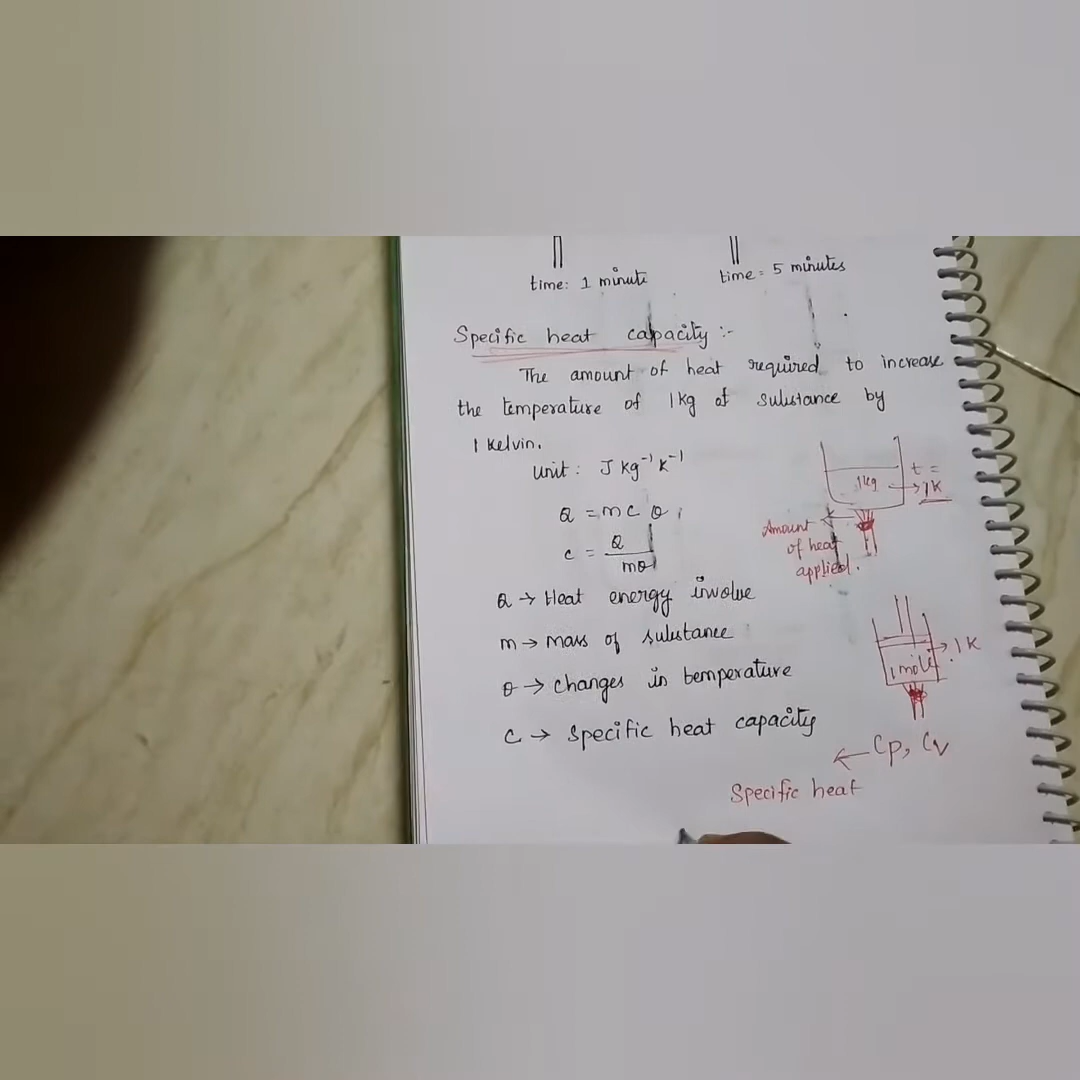 time: 1 minute
time = 5 minutes
Specific heat capacity :-
The amount of heat required to increase
the temperature of 1kg of substance by
1 kelvin.
Unit : J kg⁻¹ K⁻¹
Q = m c θ
c = Q / mθ
Q → Heat energy involve
m → mass of substance
θ → changes in temperature
C → Specific heat capacity
1kg
t =
1K
Amount
of heat
applied.
1 mole
1K
Cp, Cv
Specific heat